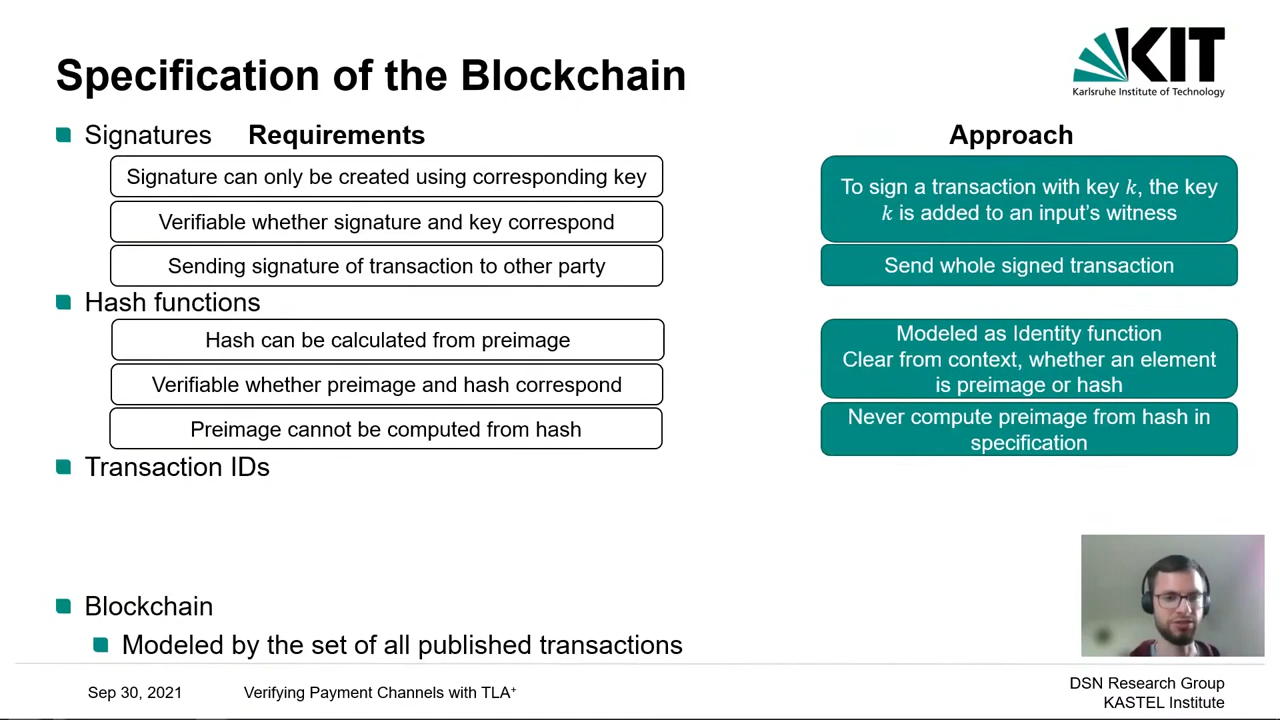 Specification of the Blockchain
KIT
Karlsruhe Institute of Technology
Signatures
Requirements
Approach
Signature can only be created using corresponding key
Verifiable whether signature and key correspond
To sign a transaction with key k, the key
k is added to an input's witness
Sending signature of transaction to other party
Send whole signed transaction
Hash functions
Hash can be calculated from preimage
Verifiable whether preimage and hash correspond
Modeled as Identity function
Clear from context, whether an element
is preimage or hash
Preimage cannot be computed from hash
Never compute preimage from hash in
specification
Transaction IDs
Blockchain
Modeled by the set of all published transactions
Sep 30, 2021
Verifying Payment Channels with TLA+
DSN Research Group
KASTEL Institute